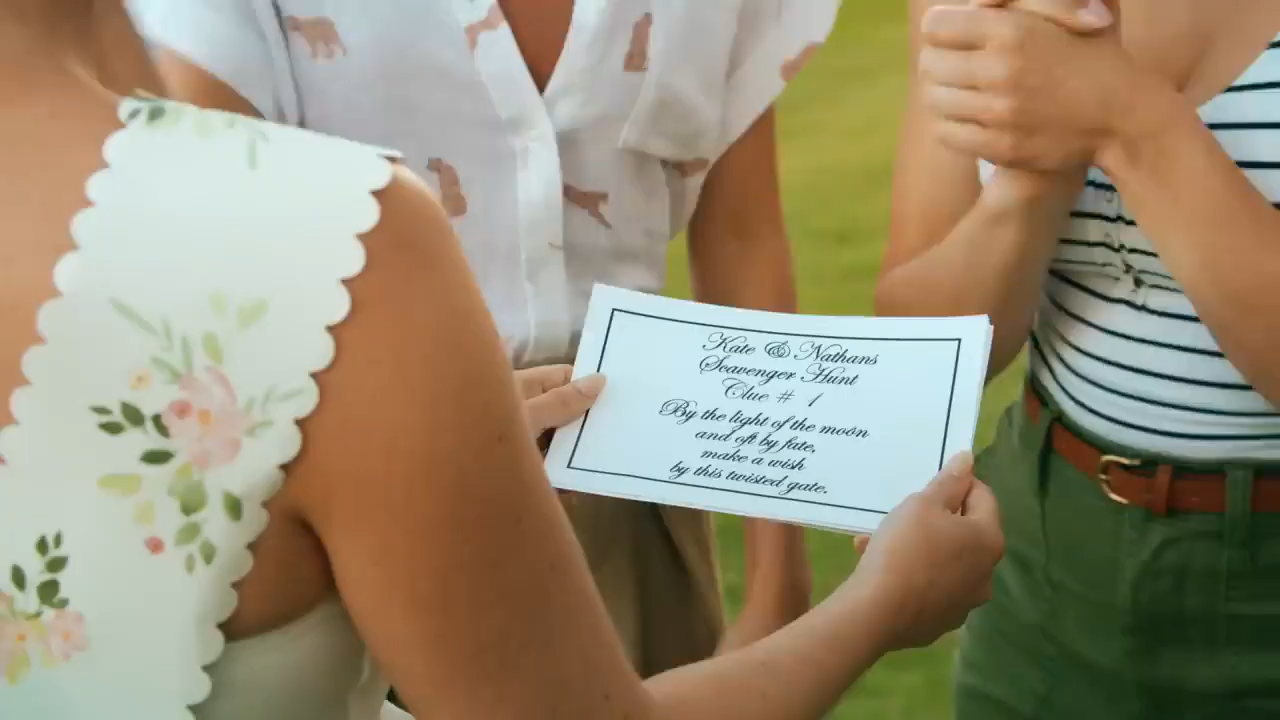 Kate & Nathans
Scavenger Hunt
Clue # 1
By the light of the moon
and oft by fate,
make a wish
by this twisted gate.